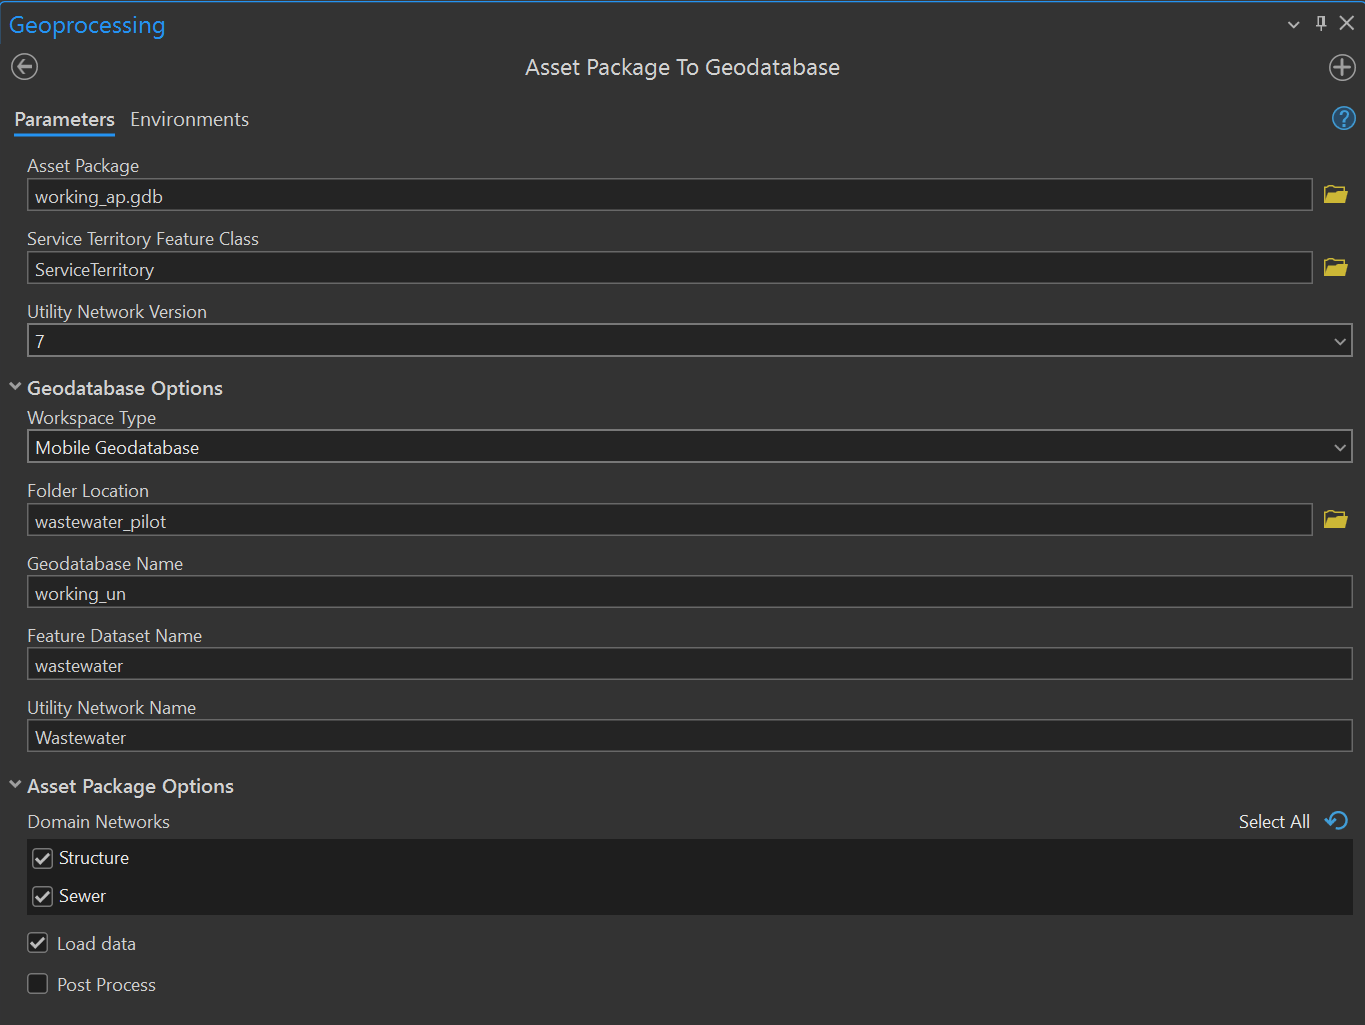 Geoprocessing
Asset Package To Geodatabase
Parameters Environments
?
Asset Package
working_ap.gdb
Service Territory Feature Class
ServiceTerritory
Utility Network Version
7
Geodatabase Options
Workspace Type
Mobile Geodatabase
Folder Location
wastewater_pilot
Geodatabase Name
working_un
Feature Dataset Name
wastewater
Utility Network Name
Wastewater
Asset Package Options
Domain Networks Select All
Structure
Sewer
Load data
Post Process